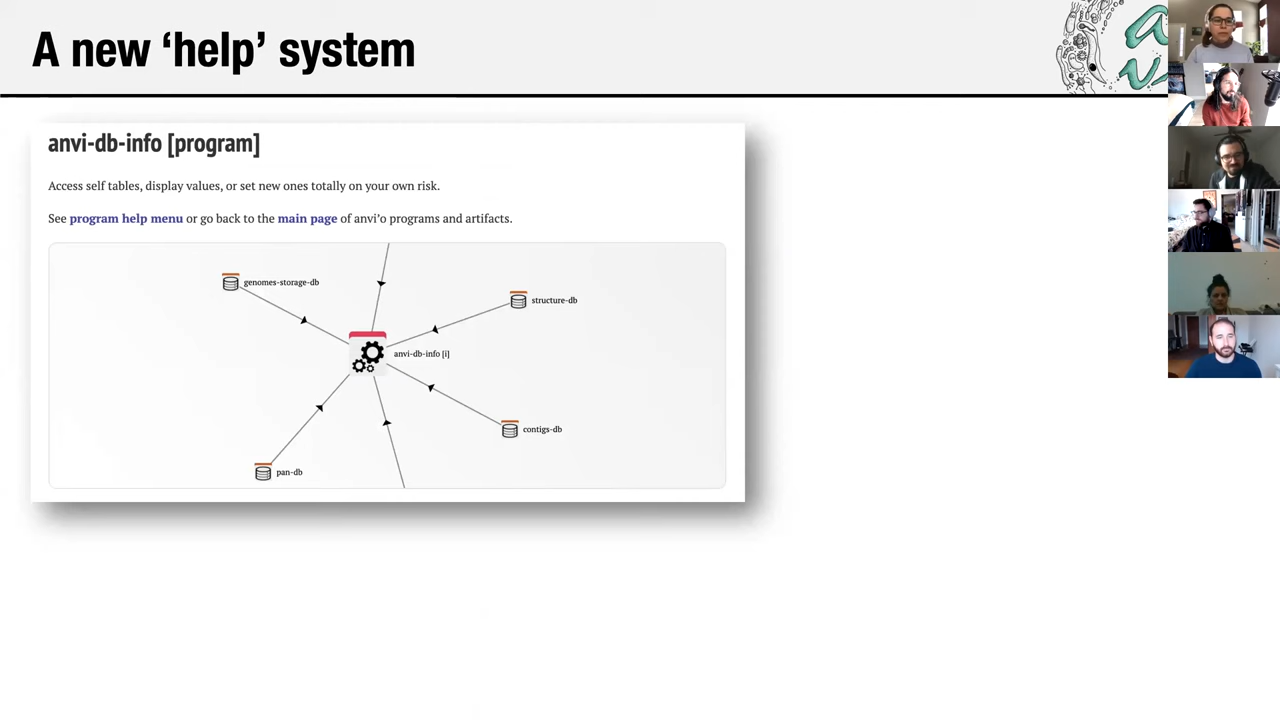 A new ‘help’ system
anvi-db-info [program]
Access self tables, display values, or set new ones totally on your own risk.
See program help menu or go back to the main page of anvi’o programs and artifacts.
genomes-storage-db
structure-db
anvi-db-info [i]
contigs-db
pan-db